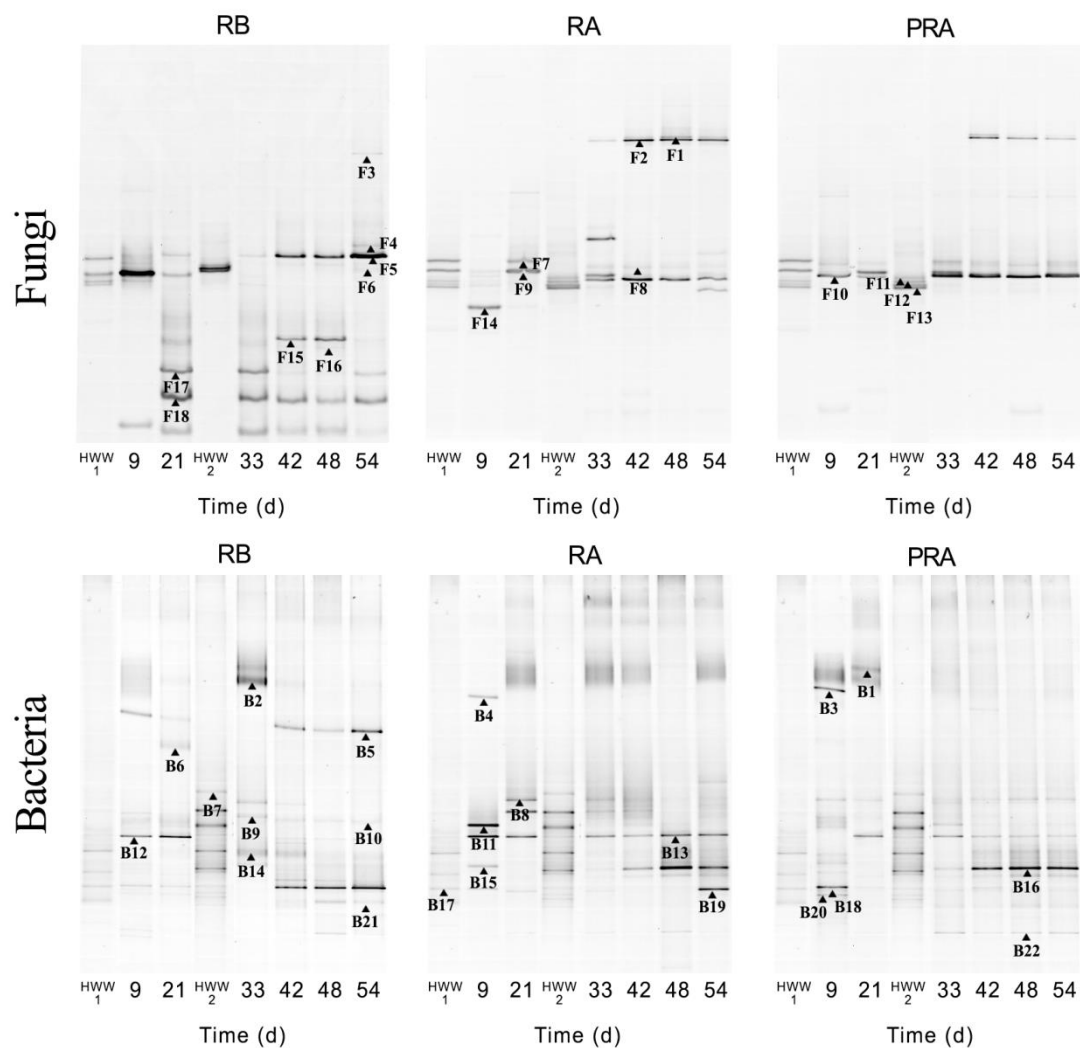 RB RA PRA
Fungi
F3
F4
F5
F6
F15 F16
F17
F18
F2 F1
F7
F9
F8
F14
F10 F11
F12
F13
HWW 1 9 21 HWW 2 33 42 48 54
HWW 1 9 21 HWW 2 33 42 48 54
HWW 1 9 21 HWW 2 33 42 48 54
Time (d) Time (d) Time (d)
RB RA PRA
Bacteria
B2
B5
B6
B7
B9
B10
B12
B14
B21
B4
B8
B11
B13
B15
B17
B19
B3 B1
B16
B20 B18
B22
HWW 1 9 21 HWW 2 33 42 48 54
HWW 1 9 21 HWW 2 33 42 48 54
HWW 1 9 21 HWW 2 33 42 48 54
Time (d) Time (d) Time (d)